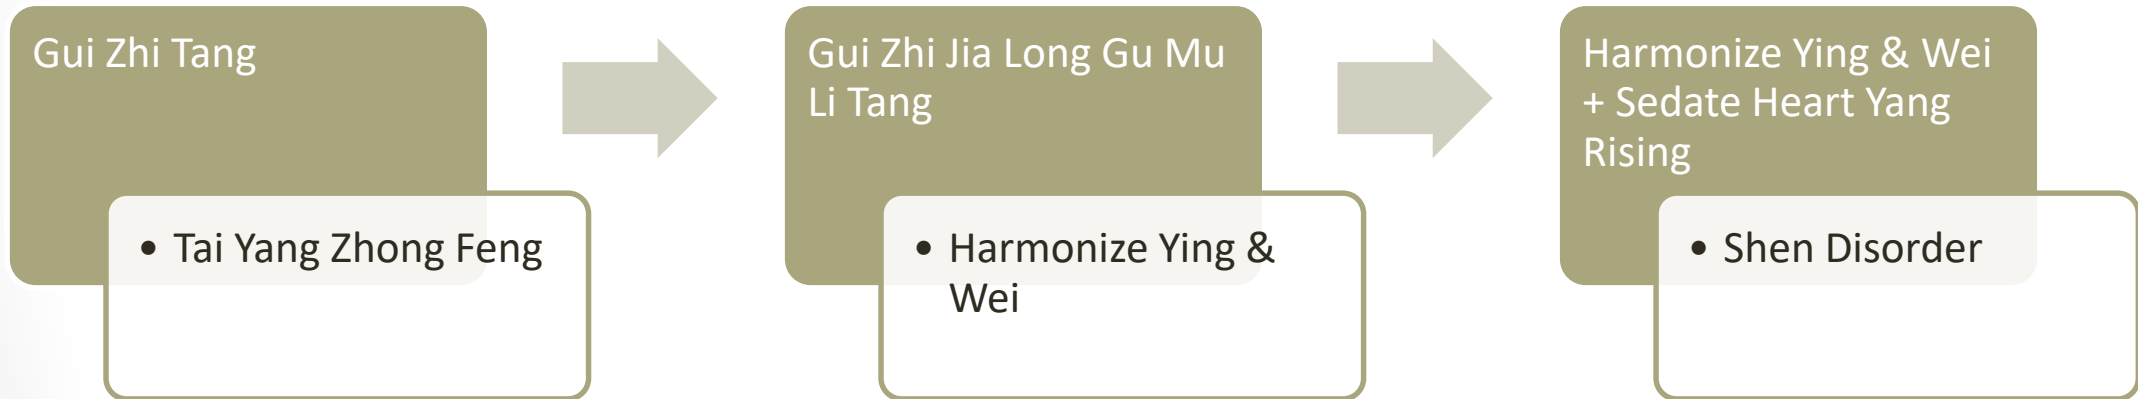 Gui Zhi Tang
• Tai Yang Zhong Feng
Gui Zhi Jia Long Gu Mu
Li Tang
• Harmonize Ying &
Wei
Harmonize Ying & Wei
+ Sedate Heart Yang
Rising
• Shen Disorder